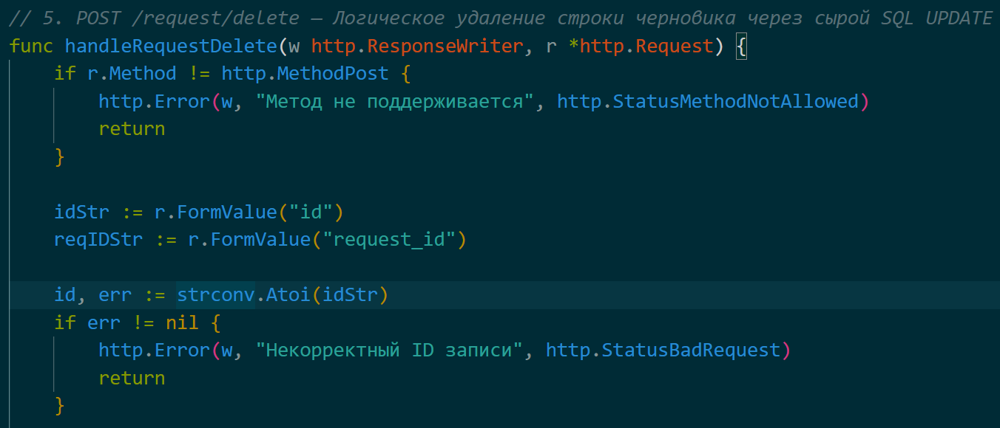 // 5. POST /request/delete — Логическое удаление строки черновика через сырой SQL UPDATE
func handleRequestDelete(w http.ResponseWriter, r *http.Request) {
    if r.Method != http.MethodPost {
        http.Error(w, "Метод не поддерживается", http.StatusMethodNotAllowed)
        return
    }

    idStr := r.FormValue("id")
    reqIDStr := r.FormValue("request_id")

    id, err := strconv.Atoi(idStr)
    if err != nil {
        http.Error(w, "Некорректный ID записи", http.StatusBadRequest)
        return
    }